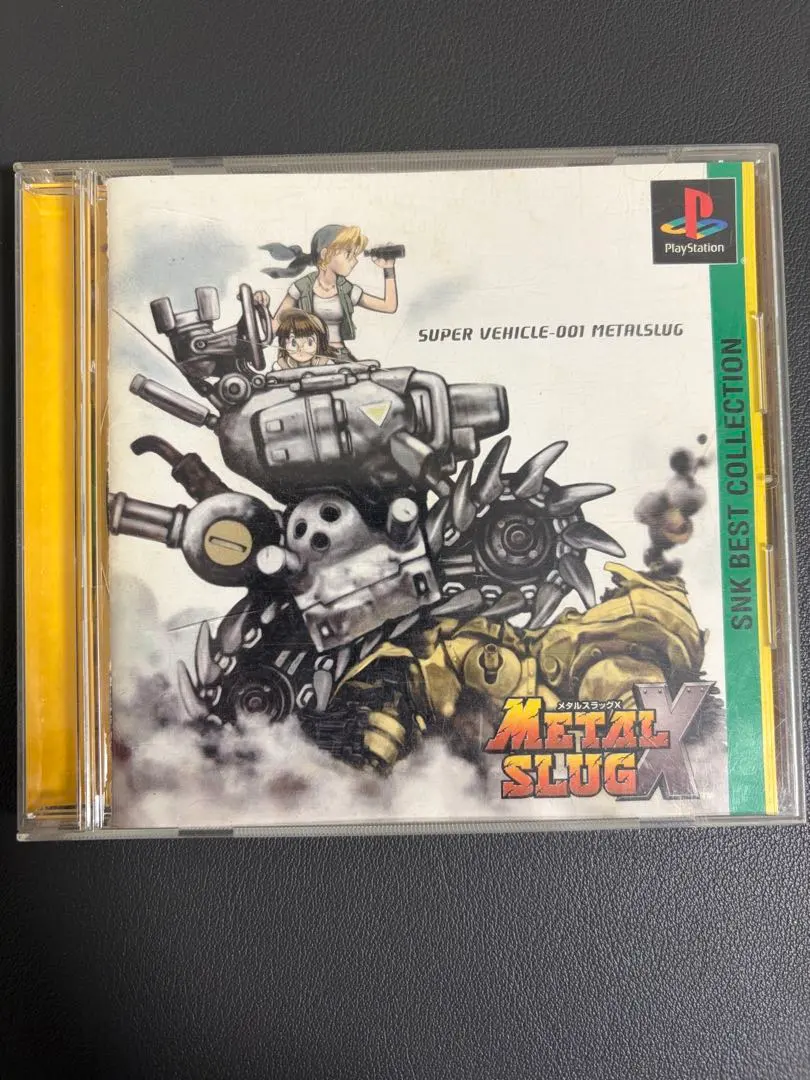 PlayStation
SUPER VEHICLE-001 METALSLUG
SNK BEST COLLECTION
メタルスラッグX
METAL
SLUG X